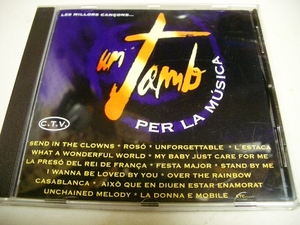 LES MILLORS CANÇONS...
un Tamb
PER LA MÚSICA
C.T.V.
SEND IN THE CLOWNS • ROSÓ • UNFORGETTABLE • L'ESTACA
WHAT A WONDERFUL WORLD • MY BABY JUST CARE FOR ME
LA PRESÓ DEL REI DE FRANÇA • FESTA MAJOR • STAND BY ME
I WANNA BE LOVED BY YOU • OVER THE RAINBOW
CASABLANCA • AIXÒ QUE EN DIUEN ESTAR ENAMORAT
UNCHAINED MELODY • LA DONNA E MOBILE